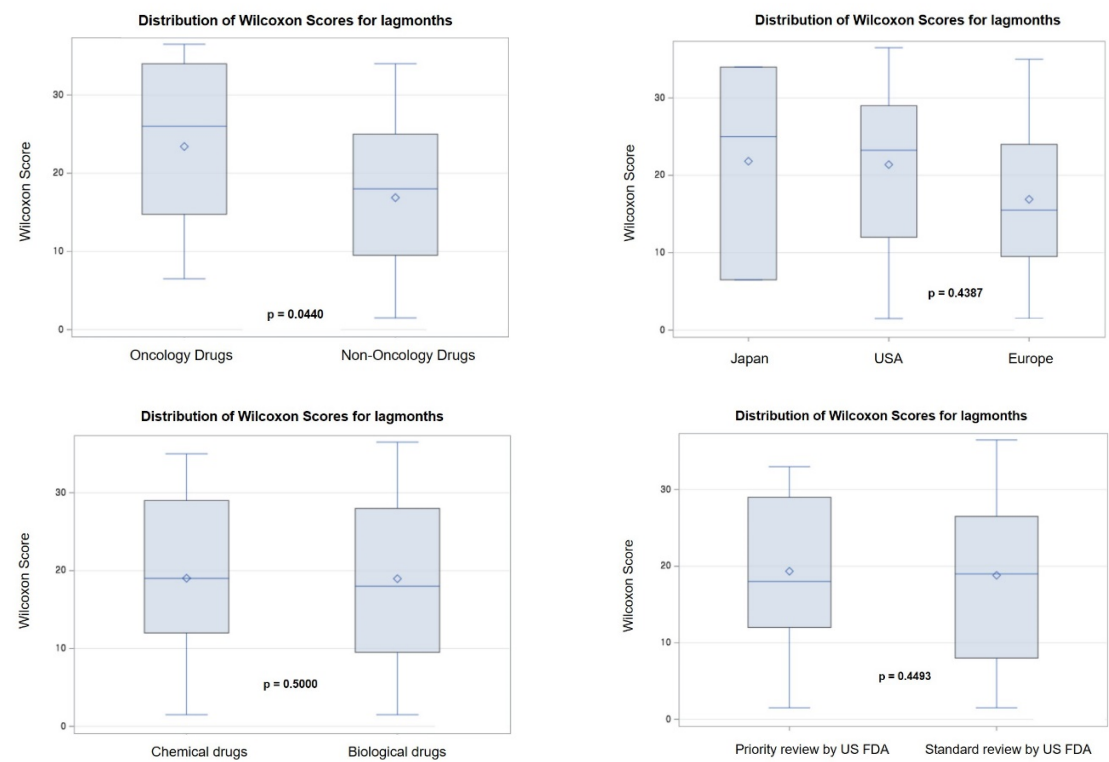 Distribution of Wilcoxon Scores for lagmonths
Wilcoxon Score
30
20
10
0
p = 0.0440
Oncology Drugs Non-Oncology Drugs
Distribution of Wilcoxon Scores for lagmonths
Wilcoxon Score
30
20
10
0
p = 0.4387
Japan USA Europe
Distribution of Wilcoxon Scores for lagmonths
Wilcoxon Score
30
20
10
0
p = 0.5000
Chemical drugs Biological drugs
Distribution of Wilcoxon Scores for lagmonths
Wilcoxon Score
30
20
10
0
p = 0.4493
Priority review by US FDA Standard review by US FDA